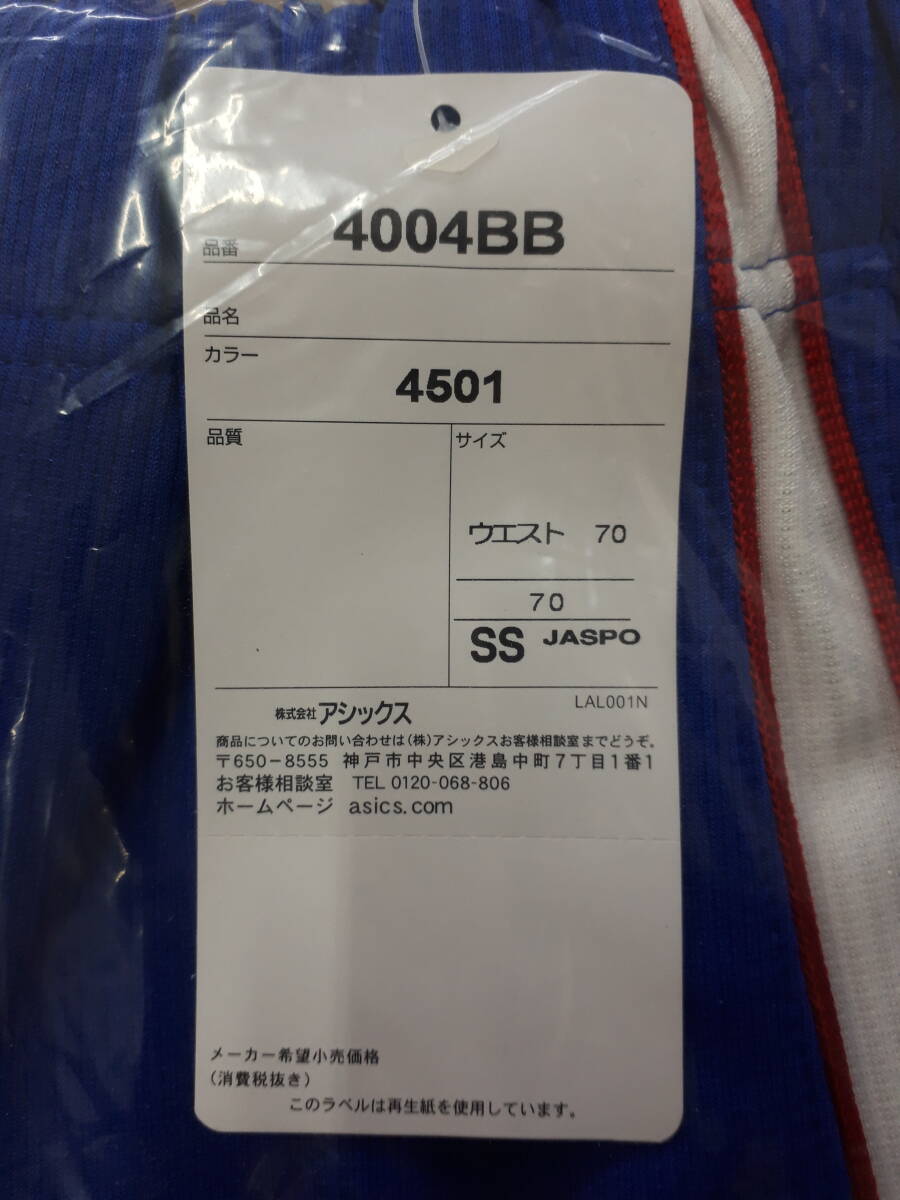 品番 4004BB
品名
カラー
4501
品質
サイズ
ウエスト 70
70
SS JASPO
LAL001N
株式会社アシックス
商品についてのお問い合わせは(株)アシックスお客様相談室までどうぞ。
〒650-8555 神戸市中央区港島中町7丁目1番1
お客様相談室 TEL 0120-068-806
ホームページ asics.com
メーカー希望小売価格
(消費税抜き)
このラベルは再生紙を使用しています。